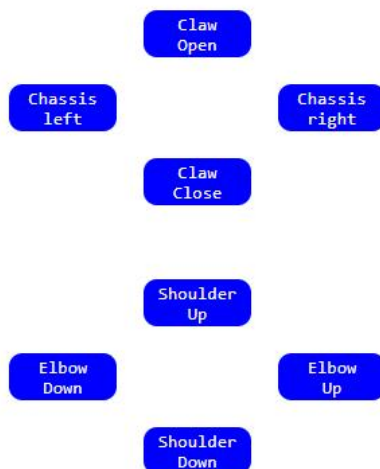 Claw
Open
Chassis
left
Chassis
right
Claw
Close
Shoulder
Up
Elbow
Down
Elbow
Up
Shoulder
Down